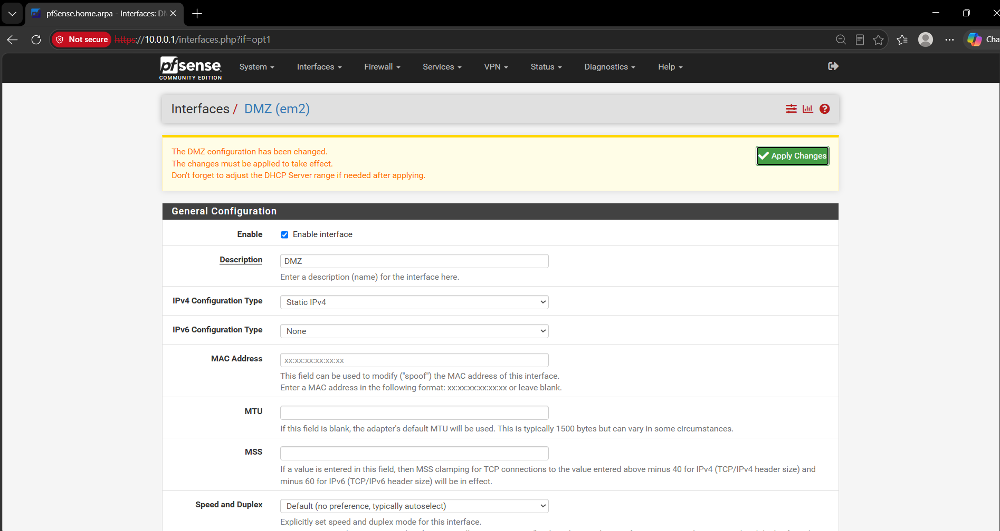 pfSense.home.arpa - Interfaces: DM
Not secure https://10.0.0.1/interfaces.php?if=opt1
Cha
pfsense
COMMUNITY EDITION
System Interfaces Firewall Services VPN Status Diagnostics Help
Interfaces / DMZ (em2)
The DMZ configuration has been changed.
The changes must be applied to take effect.
Don't forget to adjust the DHCP Server range if needed after applying.
Apply Changes
General Configuration
Enable Enable interface
Description DMZ
Enter a description (name) for the interface here.
IPv4 Configuration Type Static IPv4
IPv6 Configuration Type None
MAC Address xx:xx:xx:xx:xx:xx
This field can be used to modify ("spoof") the MAC address of this interface.
Enter a MAC address in the following format: xx:xx:xx:xx:xx:xx or leave blank.
MTU
If this field is blank, the adapter's default MTU will be used. This is typically 1500 bytes but can vary in some circumstances.
MSS
If a value is entered in this field, then MSS clamping for TCP connections to the value entered above minus 40 for IPv4 (TCP/IPv4 header size) and
minus 60 for IPv6 (TCP/IPv6 header size) will be in effect.
Speed and Duplex Default (no preference, typically autoselect)
Explicitly set speed and duplex mode for this interface.